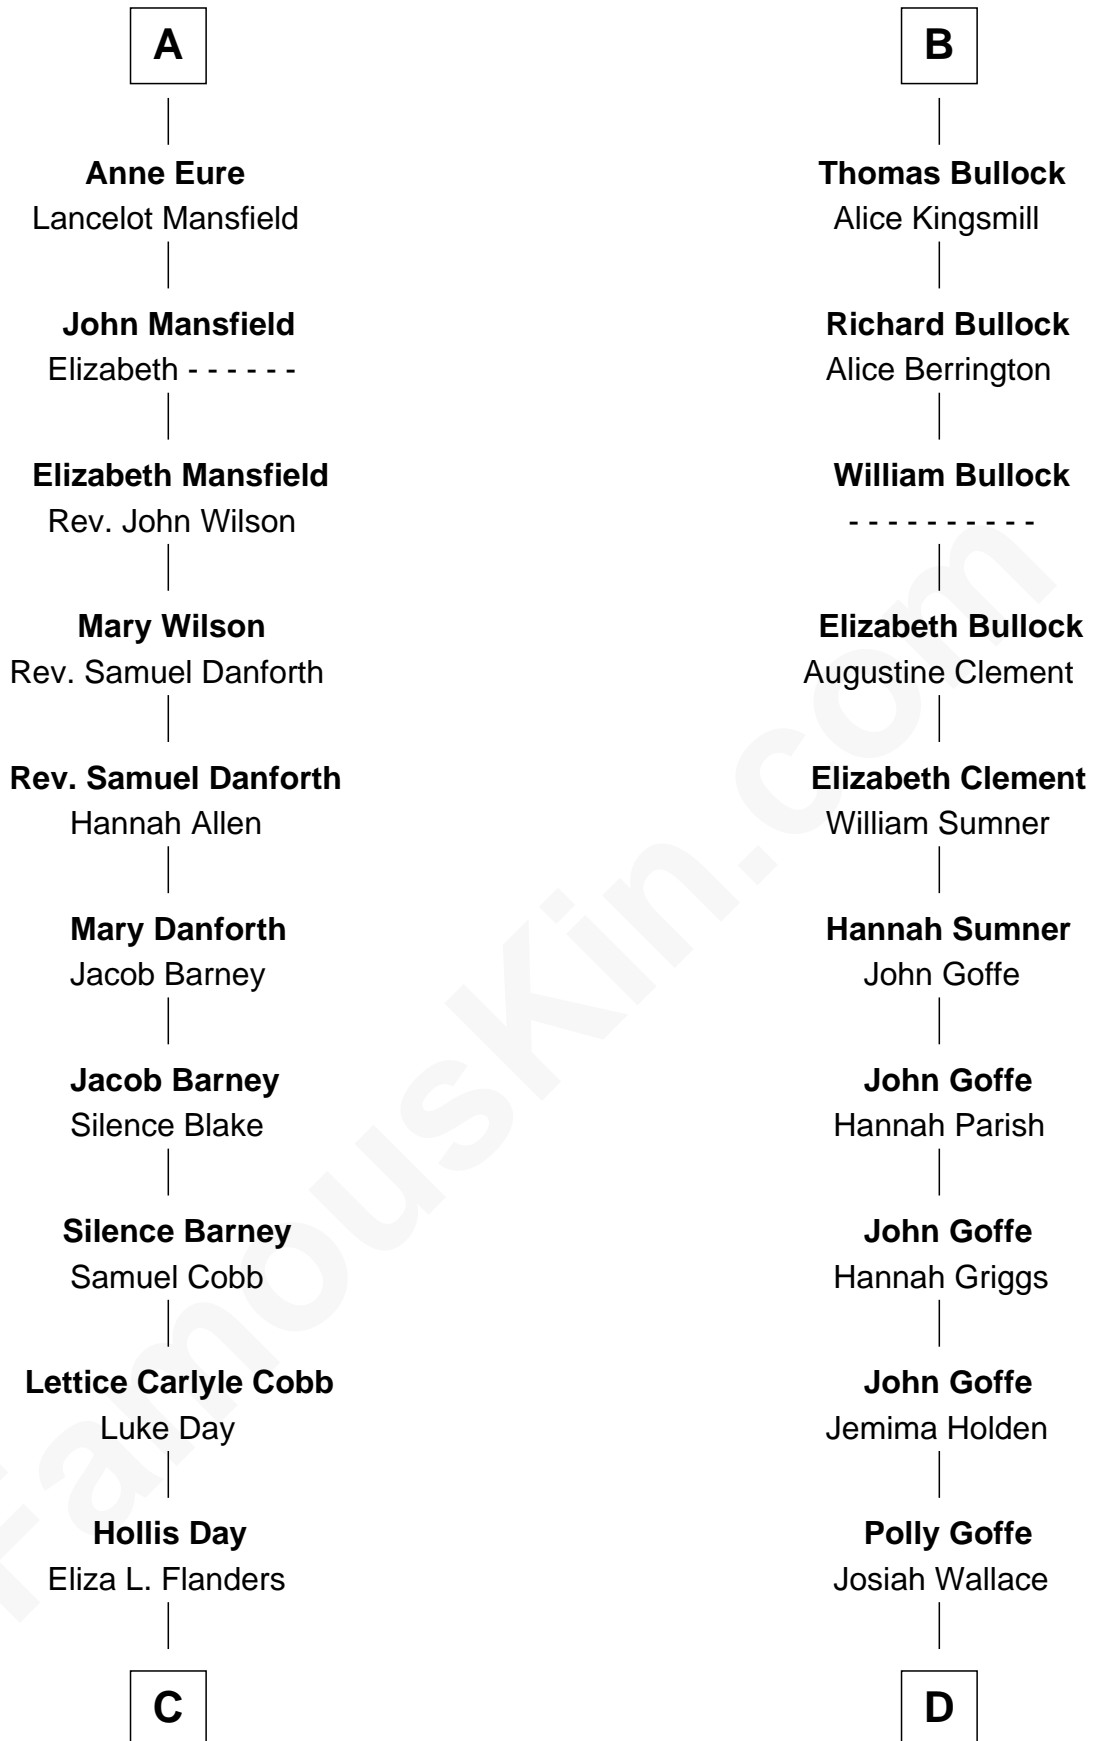 A
Anne Eure
Lancelot Mansfield
John Mansfield
Elizabeth - - - - - -
Elizabeth Mansfield
Rev. John Wilson
Mary Wilson
Rev. Samuel Danforth
Rev. Samuel Danforth
Hannah Allen
Mary Danforth
Jacob Barney
Jacob Barney
Silence Blake
Silence Barney
Samuel Cobb
Lettice Carlyle Cobb
Luke Day
Hollis Day
Eliza L. Flanders
C
B
Thomas Bullock
Alice Kingsmill
Richard Bullock
Alice Berrington
William Bullock
- - - - - - - - - -
Elizabeth Bullock
Augustine Clement
Elizabeth Clement
William Sumner
Hannah Sumner
John Goffe
John Goffe
Hannah Parish
John Goffe
Hannah Griggs
John Goffe
Jemima Holden
Polly Goffe
Josiah Wallace
D
FamousKin.com